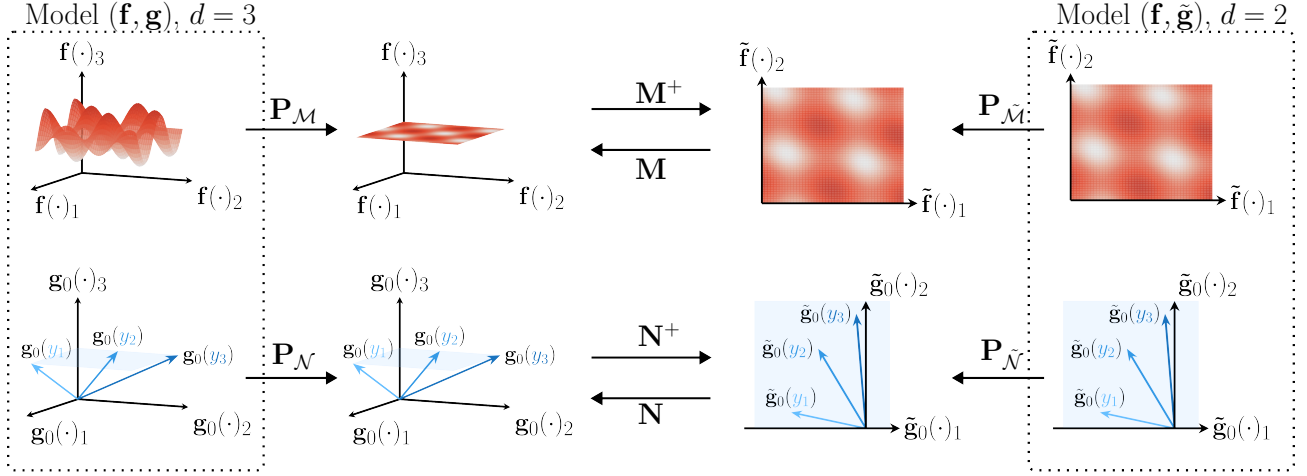 Model (f, g), d = 3
Model (f, g̃), d = 2
f(·)₃
f(·)₁
f(·)₂
P_ℳ
f(·)₃
f(·)₁
f(·)₂
M⁺
M
f̃(·)₂
f̃(·)₁
P_ℳ̃
f̃(·)₂
f̃(·)₁
g₀(·)₃
g₀(y₁)
g₀(y₂)
g₀(y₃)
g₀(·)₁
g₀(·)₂
P_𝒩
g₀(·)₃
g₀(y₁)
g₀(y₂)
g₀(y₃)
g₀(·)₁
g₀(·)₂
N⁺
N
g̃₀(·)₂
g̃₀(y₃)
g̃₀(y₂)
g̃₀(y₁)
g̃₀(·)₁
P_𝒩̃
g̃₀(·)₂
g̃₀(y₃)
g̃₀(y₂)
g̃₀(y₁)
g̃₀(·)₁